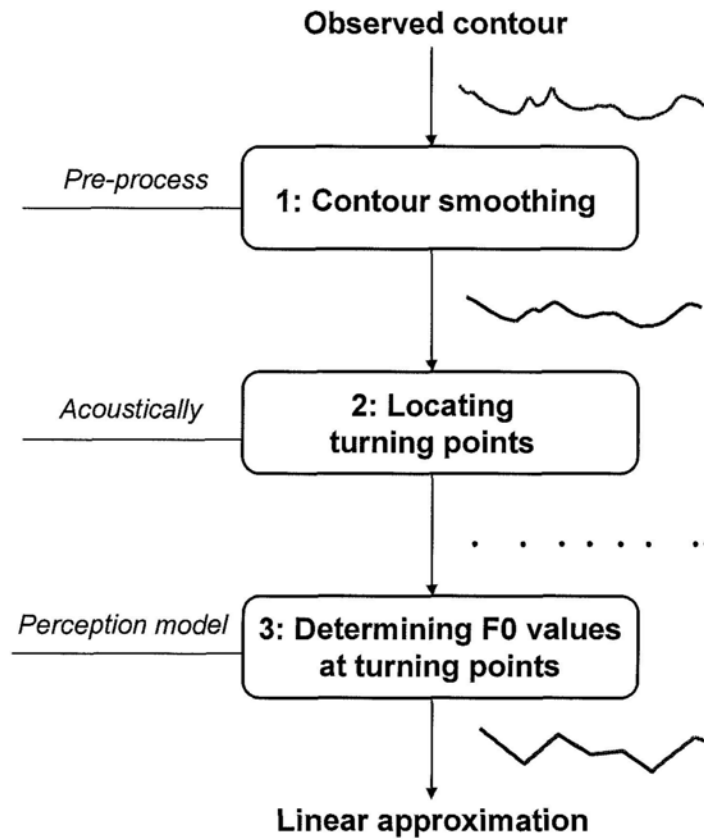 Observed contour
Pre-process
1: Contour smoothing
Acoustically
2: Locating
turning points
Perception model
3: Determining F0 values
at turning points
Linear approximation